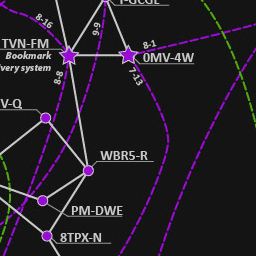 8-16
9-9
TVN-FM
Bookmark
very system
8-1
0MV-4W
8-8
7-13
V-Q
WBR5-R
PM-DWE
8TPX-N